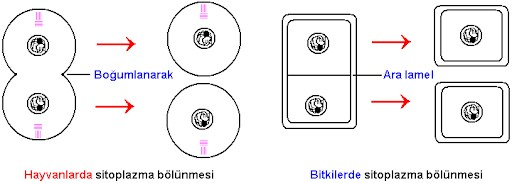 Boğumlanarak
Ara lamel
Hayvanlarda sitoplazma bölünmesi
Bitkilerde sitoplazma bölünmesi